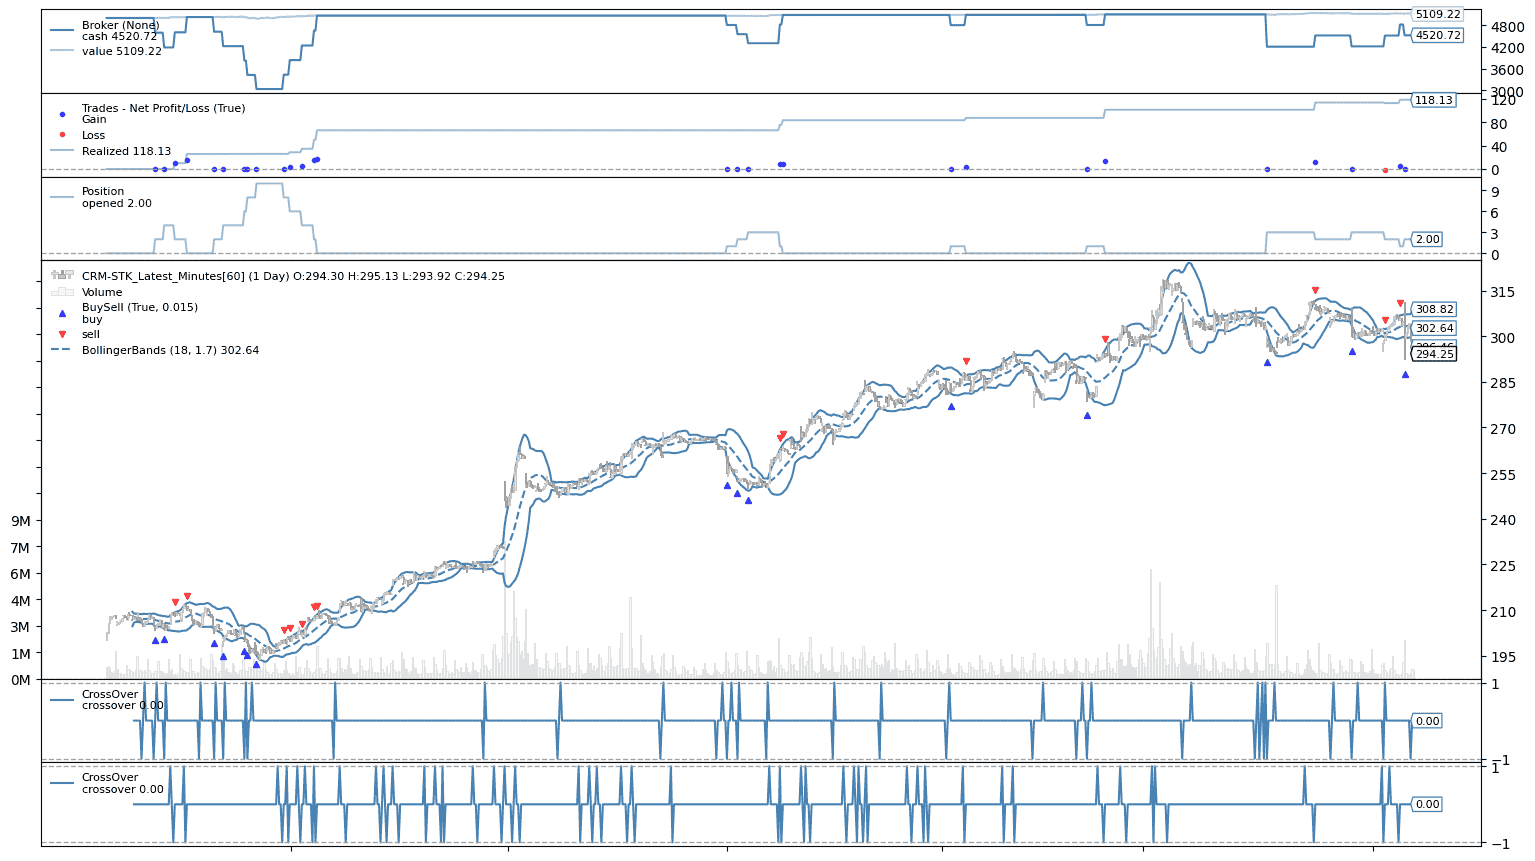 Broker (None)
cash 4520.72
value 5109.22
5109.22
4800
4520.72
4200
3600
3000
Trades - Net Profit/Loss (True)
Gain
Loss
Realized 118.13
120
118.13
80
40
0
Position
opened 2.00
9
6
3
2.00
0
CRM-STK_Latest_Minutes[60] (1 Day) O:294.30 H:295.13 L:293.92 C:294.25
Volume
BuySell (True, 0.015)
buy
sell
BollingerBands (18, 1.7) 302.64
315
308.82
302.64
300
294.25
285
270
255
240
225
210
195
9M
7M
6M
4M
3M
1M
0M
CrossOver
crossover 0.00
1
0.00
−1
CrossOver
crossover 0.00
1
0.00
−1